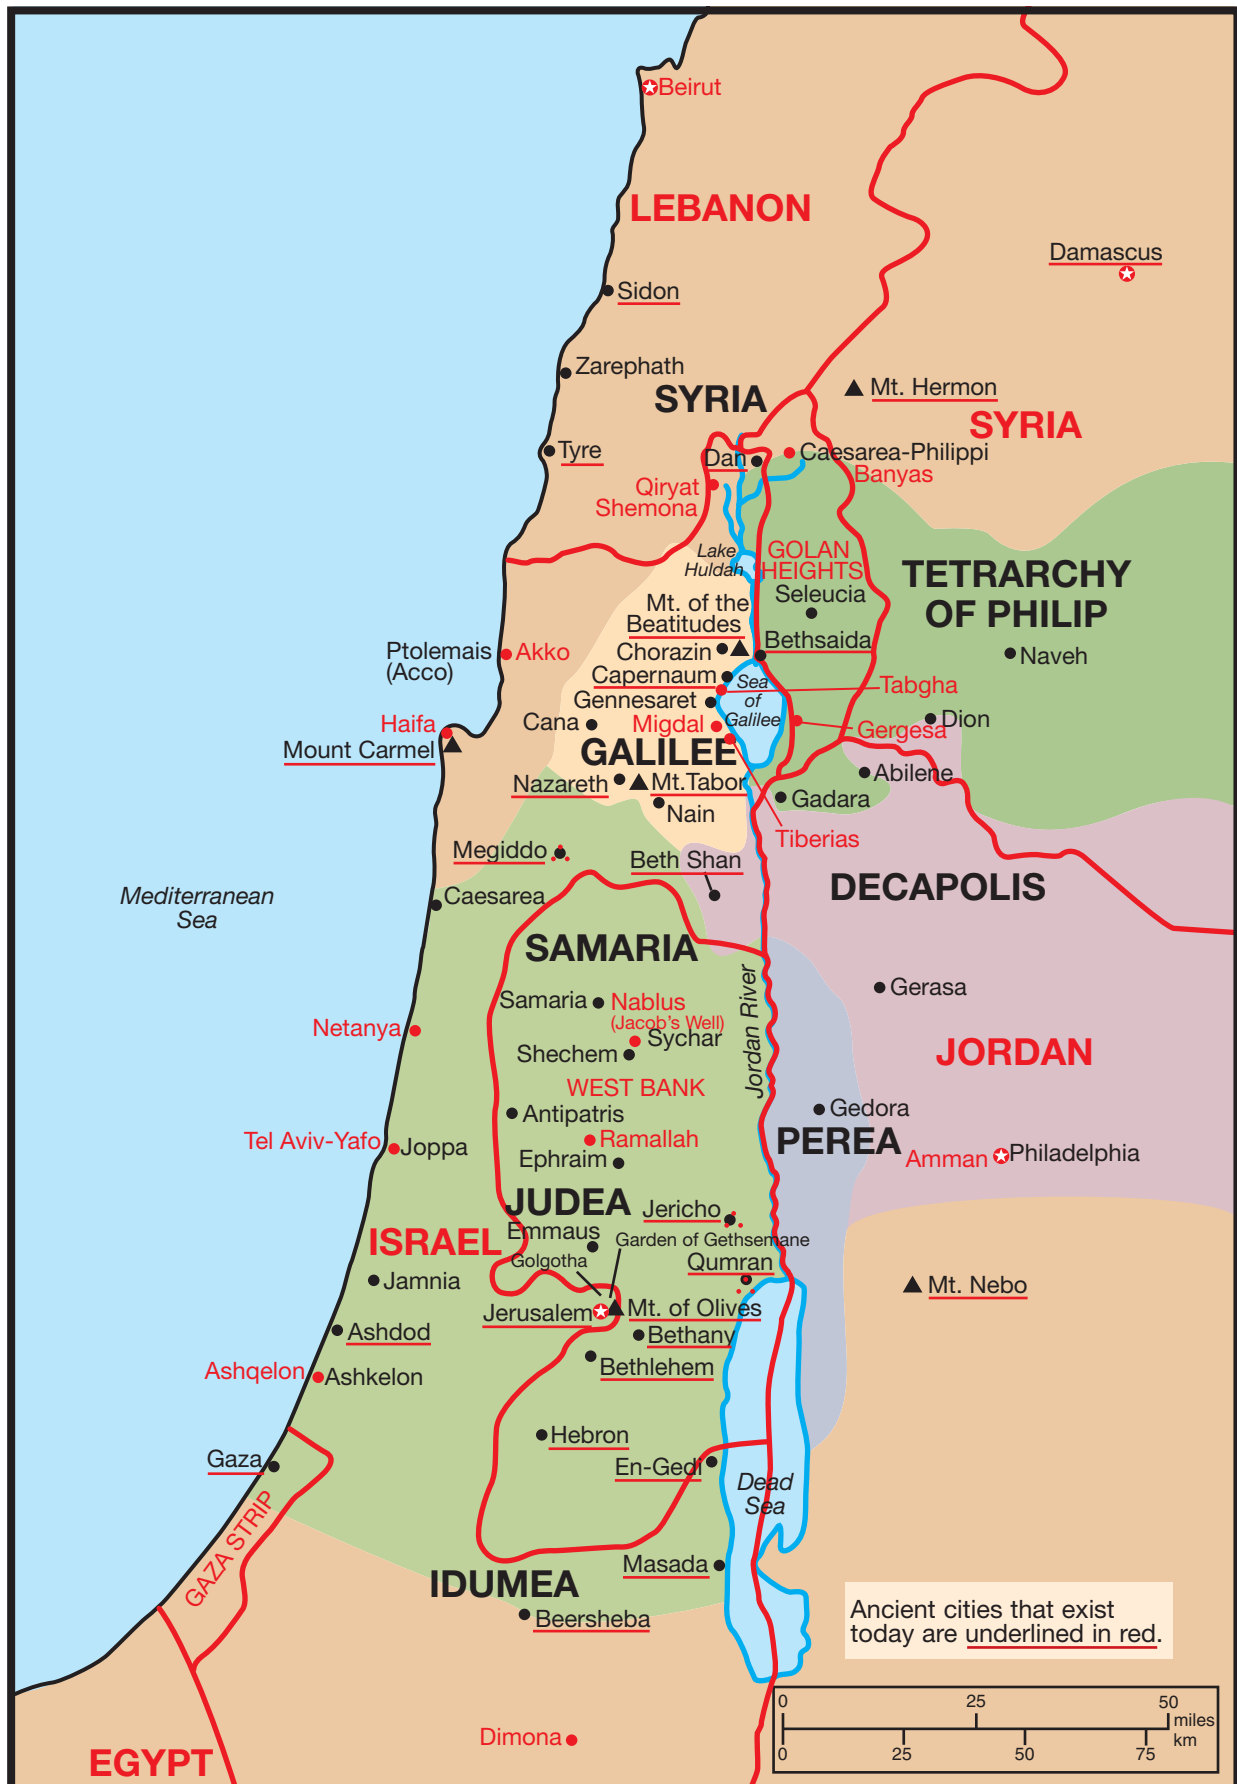 Beirut
LEBANON
Damascus
Sidon
Zarephath
SYRIA
Mt. Hermon
SYRIA
Tyre
Dan
Caesarea-Philippi
Banyas
Qiryat
Shemona
Lake
Huldah
GOLAN
HEIGHTS
TETRARCHY
OF PHILIP
Seleucia
Mt. of the
Beatitudes
Ptolemais
(Acco)
Akko
Chorazin
Bethsaida
Naveh
Capernaum
Sea
of
Galilee
Tabgha
Gennesaret
Haifa
Cana
Migdal
Gergesa
Dion
Mount Carmel
GALILEE
Nazareth
Mt.Tabor
Abilene
Nain
Gadara
Tiberias
Megiddo
Beth Shan
Mediterranean
Sea
Caesarea
DECAPOLIS
SAMARIA
Samaria
Nablus
(Jacob's Well)
Jordan River
Gerasa
Netanya
Sychar
Shechem
JORDAN
WEST BANK
Antipatris
Gedora
Tel Aviv-Yafo
Joppa
Ramallah
PEREA
Ephraim
Amman
Philadelphia
JUDEA
Jericho
ISRAEL
Emmaus
Garden of Gethsemane
Golgotha
Qumran
Jamnia
Mt. Nebo
Jerusalem
Mt. of Olives
Ashdod
Bethany
Ashqelon
Ashkelon
Bethlehem
Hebron
Gaza
En-Gedi
Dead
Sea
GAZA STRIP
Masada
IDUMEA
Beersheba
Ancient cities that exist
today are underlined in red.
Dimona
EGYPT
0 25 50
miles
km
0 25 50 75